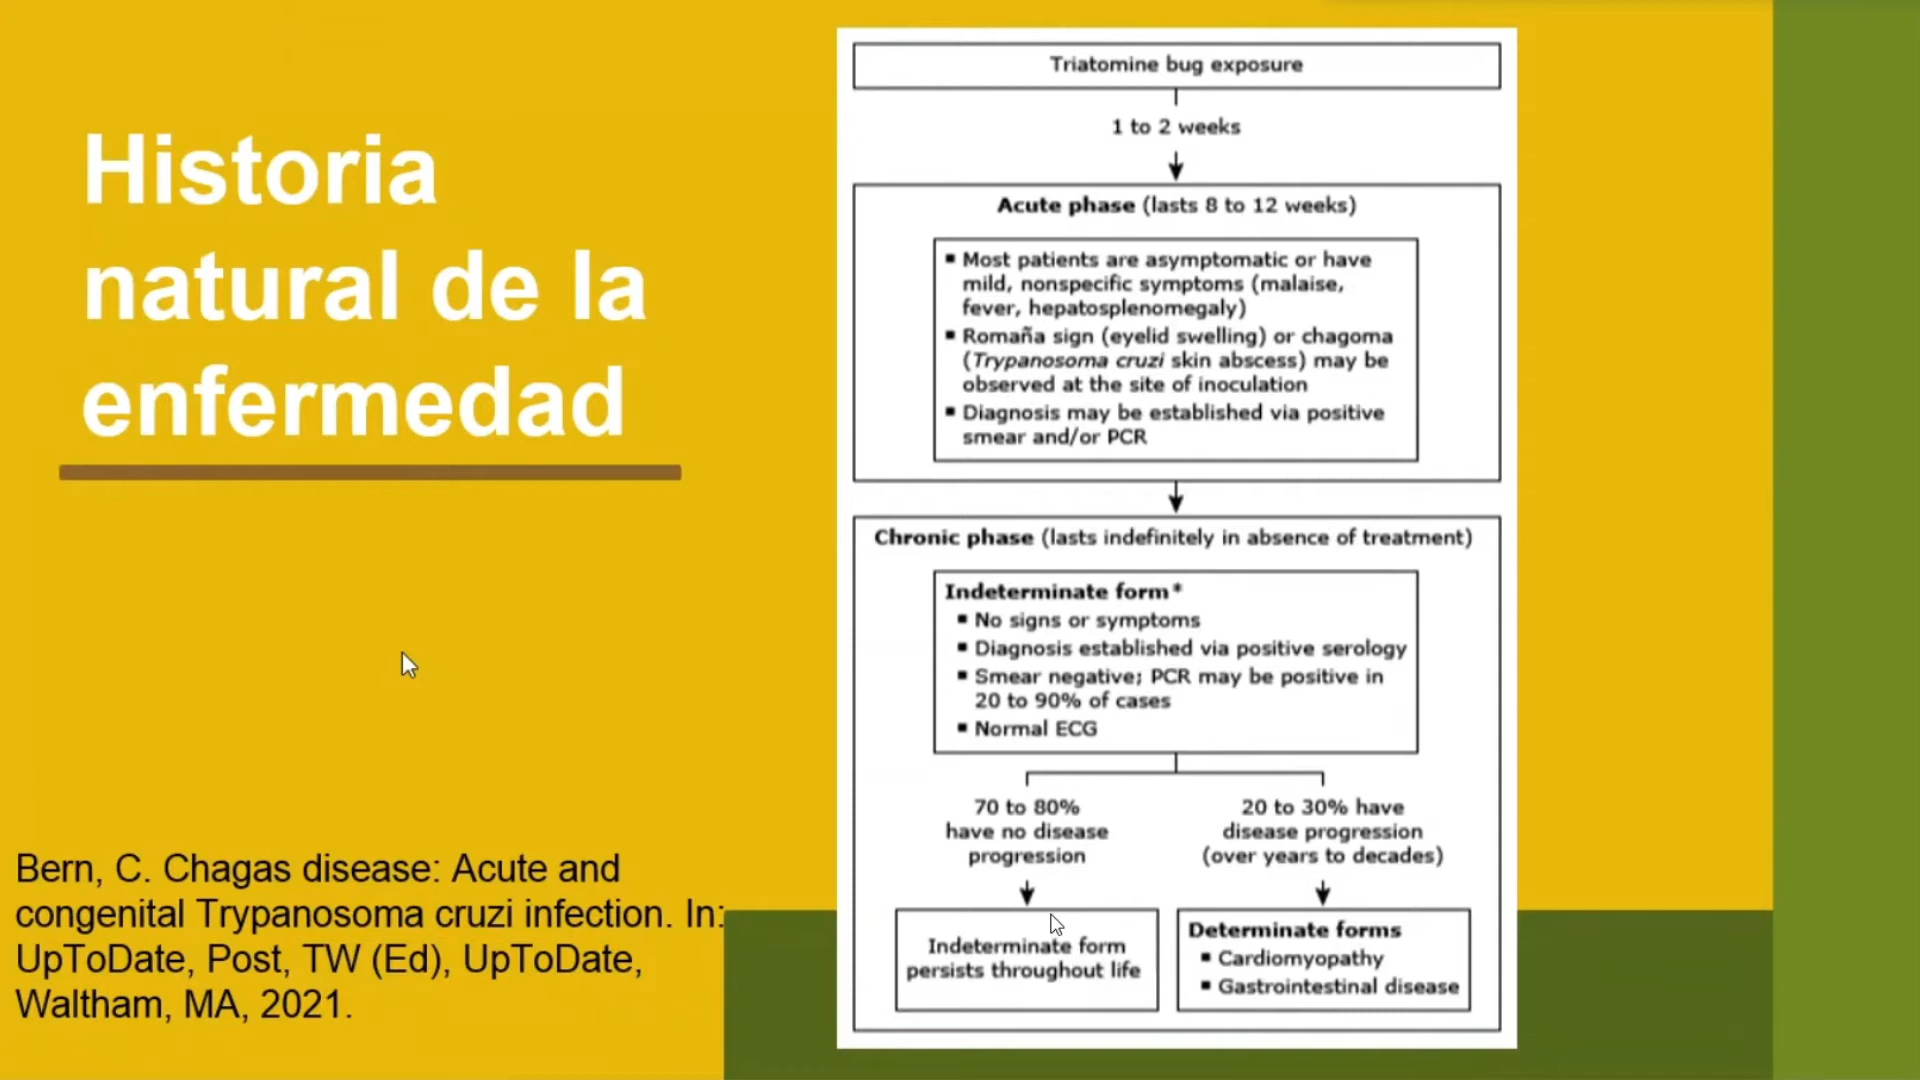 Historia
natural de la
enfermedad
Bern, C. Chagas disease: Acute and
congenital Trypanosoma cruzi infection. In:
UpToDate, Post, TW (Ed), UpToDate,
Waltham, MA, 2021.
Triatomine bug exposure
1 to 2 weeks
Acute phase (lasts 8 to 12 weeks)
▪ Most patients are asymptomatic or have
mild, nonspecific symptoms (malaise,
fever, hepatosplenomegaly)
▪ Romaña sign (eyelid swelling) or chagoma
(Trypanosoma cruzi skin abscess) may be
observed at the site of inoculation
▪ Diagnosis may be established via positive
smear and/or PCR
Chronic phase (lasts indefinitely in absence of treatment)
Indeterminate form*
▪ No signs or symptoms
▪ Diagnosis established via positive serology
▪ Smear negative; PCR may be positive in
20 to 90% of cases
▪ Normal ECG
70 to 80%
have no disease
progression
20 to 30% have
disease progression
(over years to decades)
Indeterminate form
persists throughout life
Determinate forms
▪ Cardiomyopathy
▪ Gastrointestinal disease